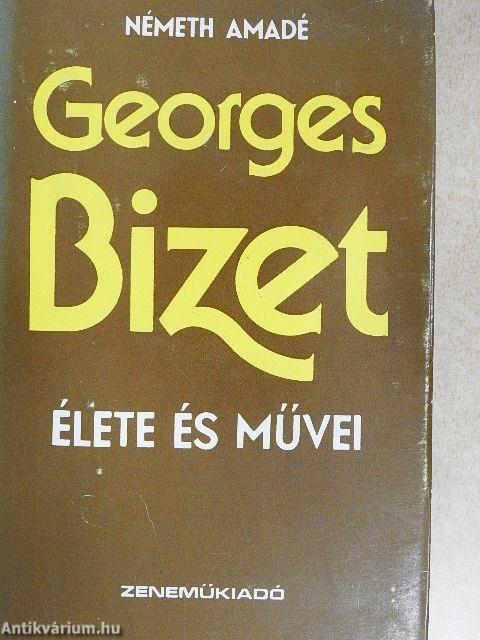 NÉMETH AMADÉ
Georges
Bizet
ÉLETE ÉS MŰVEI
ZENEMŰKIADÓ
Antikvárium.hu